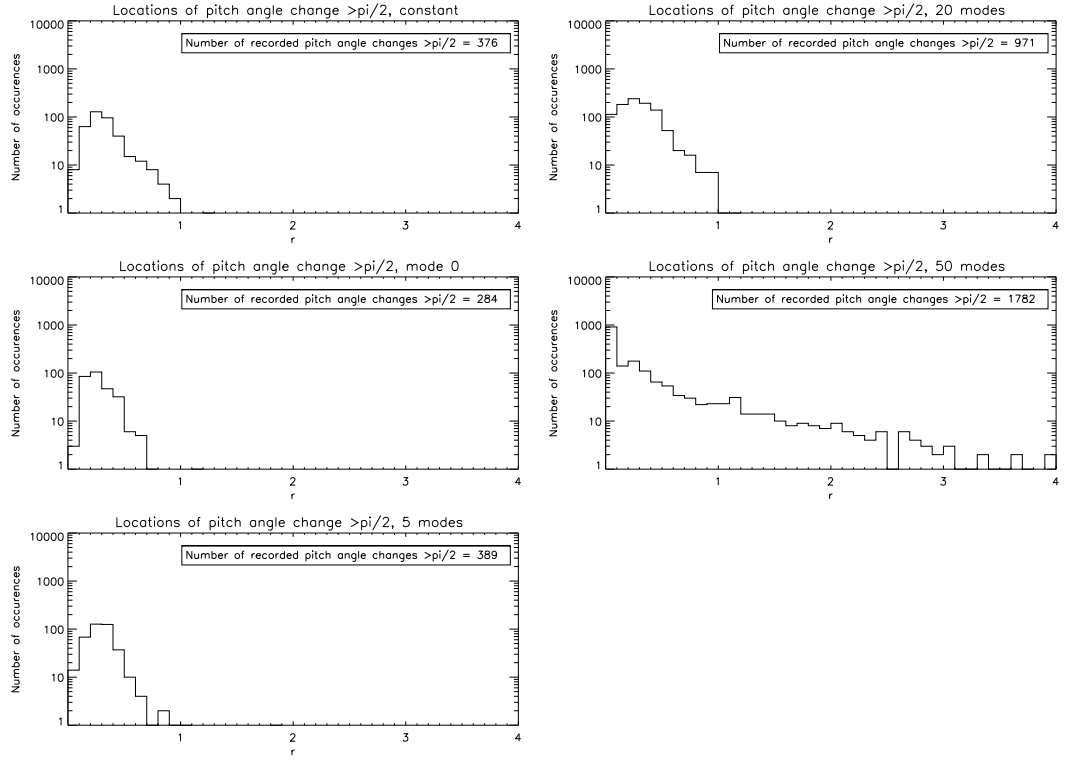 Locations of pitch angle change >pi/2, constant
Number of recorded pitch angle changes >pi/2 = 376
Number of occurences
10000
1000
100
10
1
1
2
3
4
r
Locations of pitch angle change >pi/2, 20 modes
Number of recorded pitch angle changes >pi/2 = 971
Number of occurences
10000
1000
100
10
1
1
2
3
4
r
Locations of pitch angle change >pi/2, mode 0
Number of recorded pitch angle changes >pi/2 = 284
Number of occurences
10000
1000
100
10
1
1
2
3
4
r
Locations of pitch angle change >pi/2, 50 modes
Number of recorded pitch angle changes >pi/2 = 1782
Number of occurences
10000
1000
100
10
1
1
2
3
4
r
Locations of pitch angle change >pi/2, 5 modes
Number of recorded pitch angle changes >pi/2 = 389
Number of occurences
10000
1000
100
10
1
1
2
3
4
r